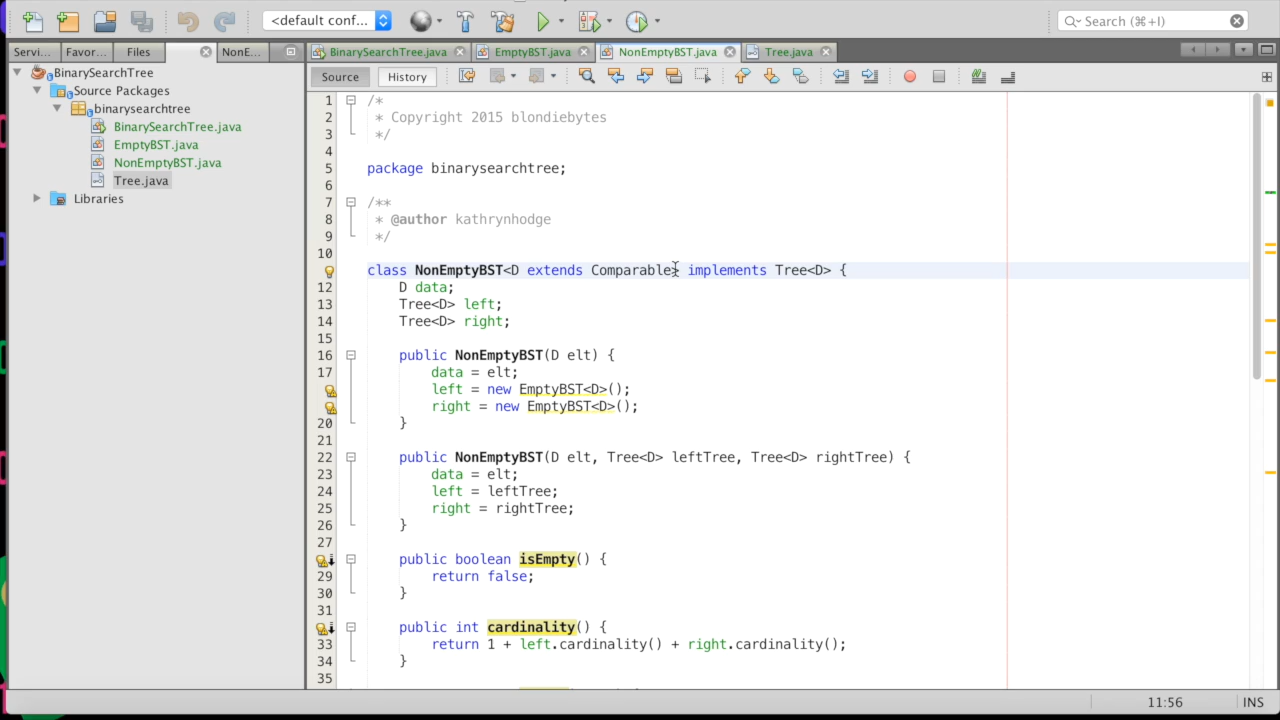 <default conf...
Search (⌘+I)
Servi...
Favor...
Files
NonE...
BinarySearchTree.java
EmptyBST.java
NonEmptyBST.java
Tree.java
BinarySearchTree
Source Packages
binarysearchtree
BinarySearchTree.java
EmptyBST.java
NonEmptyBST.java
Tree.java
Libraries
Source
History
1 /*
2 * Copyright 2015 blondiebytes
3 */
4
5 package binarysearchtree;
6
7 /**
8 * @author kathrynhodge
9 */
10
class NonEmptyBST<D extends Comparable> implements Tree<D> {
12 D data;
13 Tree<D> left;
14 Tree<D> right;
15
16 public NonEmptyBST(D elt) {
17 data = elt;
left = new EmptyBST<D>();
right = new EmptyBST<D>();
20 }
21
22 public NonEmptyBST(D elt, Tree<D> leftTree, Tree<D> rightTree) {
23 data = elt;
24 left = leftTree;
25 right = rightTree;
26 }
27
public boolean isEmpty() {
29 return false;
30 }
31
public int cardinality() {
33 return 1 + left.cardinality() + right.cardinality();
34 }
35
11:56
INS